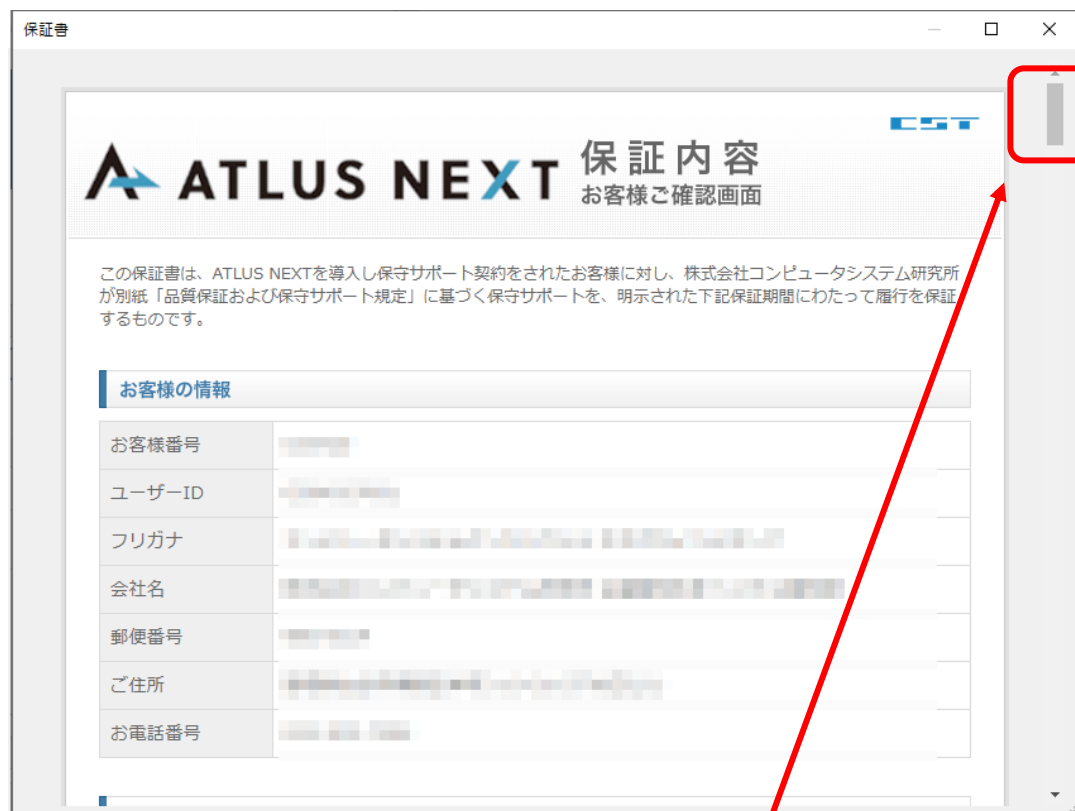 保証書
CST
ATLUS NEXT 保証内容
お客様ご確認画面
この保証書は、ATLUS NEXTを導入し保守サポート契約をされたお客様に対し、株式会社コンピュータシステム研究所
が別紙「品質保証および保守サポート規定」に基づく保守サポートを、明示された下記保証期間にわたって履行を保証
するものです。
お客様の情報
お客様番号
ユーザーID
フリガナ
会社名
郵便番号
ご住所
お電話番号